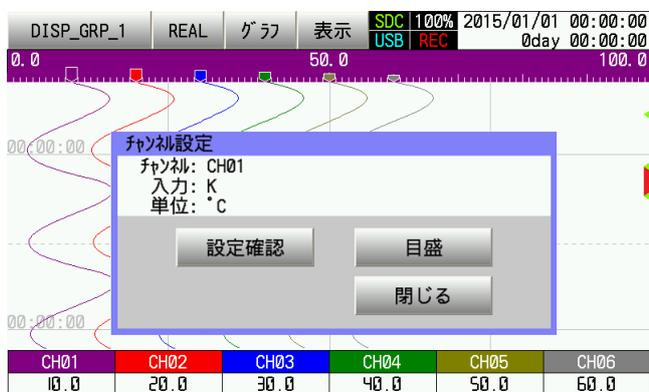 DISP_GRP_1 REAL グラフ 表示 SDC 100% 2015/01/01 00:00:00
USB REC 0day 00:00:00
0.0 50.0 100.0
00:00:00
チャンネル設定
チャンネル: CH01
入力: K
単位: °C
設定確認 目盛
閉じる
00:00:00
CH01 CH02 CH03 CH04 CH05 CH06
10.0 20.0 30.0 40.0 50.0 60.0